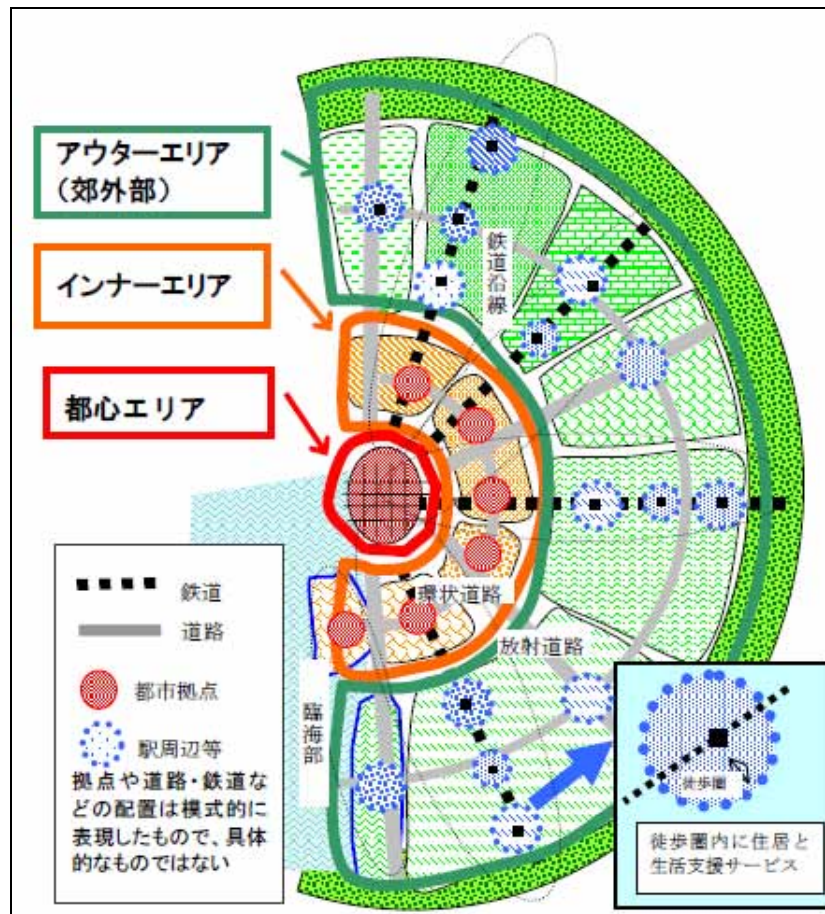 アウターエリア
（郊外部）
インナーエリア
都心エリア
鉄道沿線
環状道路
放射道路
臨海部
鉄道
道路
都市拠点
駅周辺等
拠点や道路・鉄道な
どの配置は模式的に
表現したもので、具体
的なものではない
徒歩圏
徒歩圏内に住居と
生活支援サービス